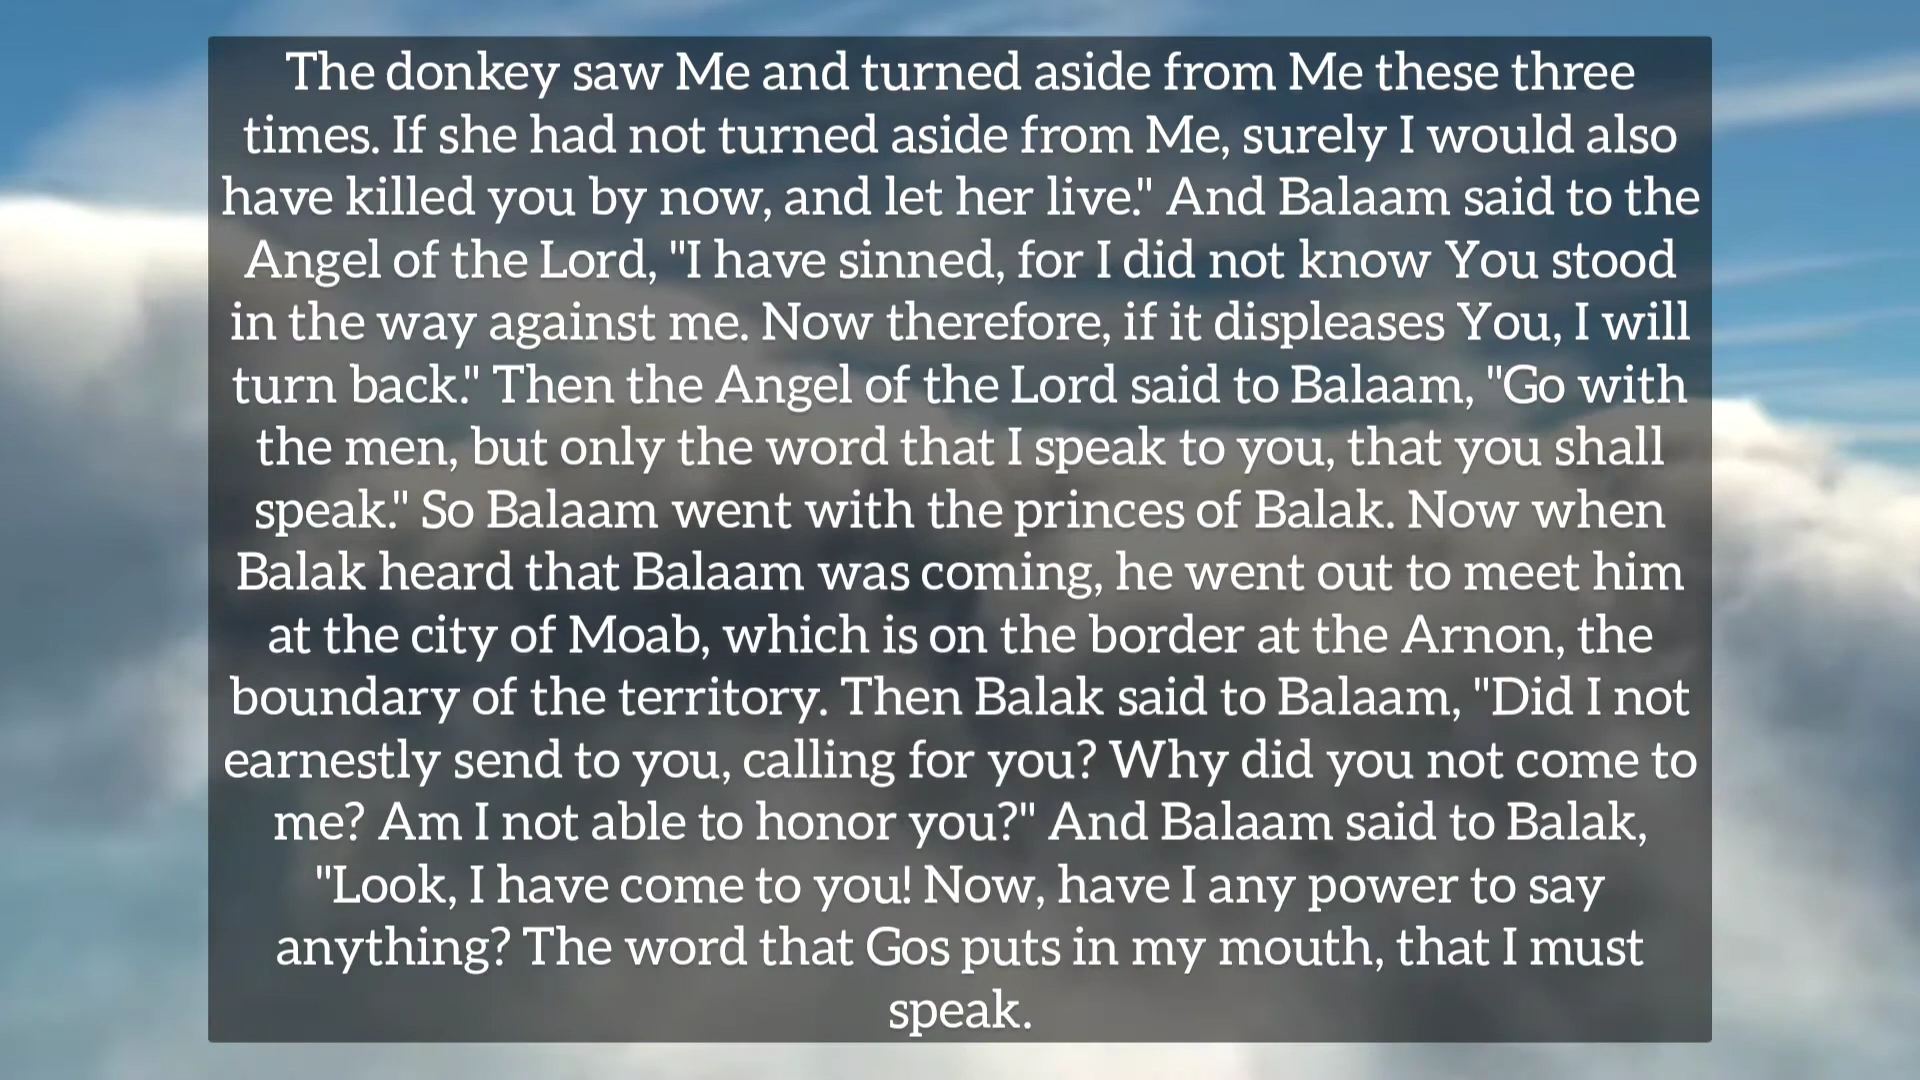 The donkey saw Me and turned aside from Me these three
times. If she had not turned aside from Me, surely I would also
have killed you by now, and let her live." And Balaam said to the
Angel of the Lord, "I have sinned, for I did not know You stood
in the way against me. Now therefore, if it displeases You, I will
turn back." Then the Angel of the Lord said to Balaam, "Go with
the men, but only the word that I speak to you, that you shall
speak." So Balaam went with the princes of Balak. Now when
Balak heard that Balaam was coming, he went out to meet him
at the city of Moab, which is on the border at the Arnon, the
boundary of the territory. Then Balak said to Balaam, "Did I not
earnestly send to you, calling for you? Why did you not come to
me? Am I not able to honor you?" And Balaam said to Balak,
"Look, I have come to you! Now, have I any power to say
anything? The word that Gos puts in my mouth, that I must
speak.